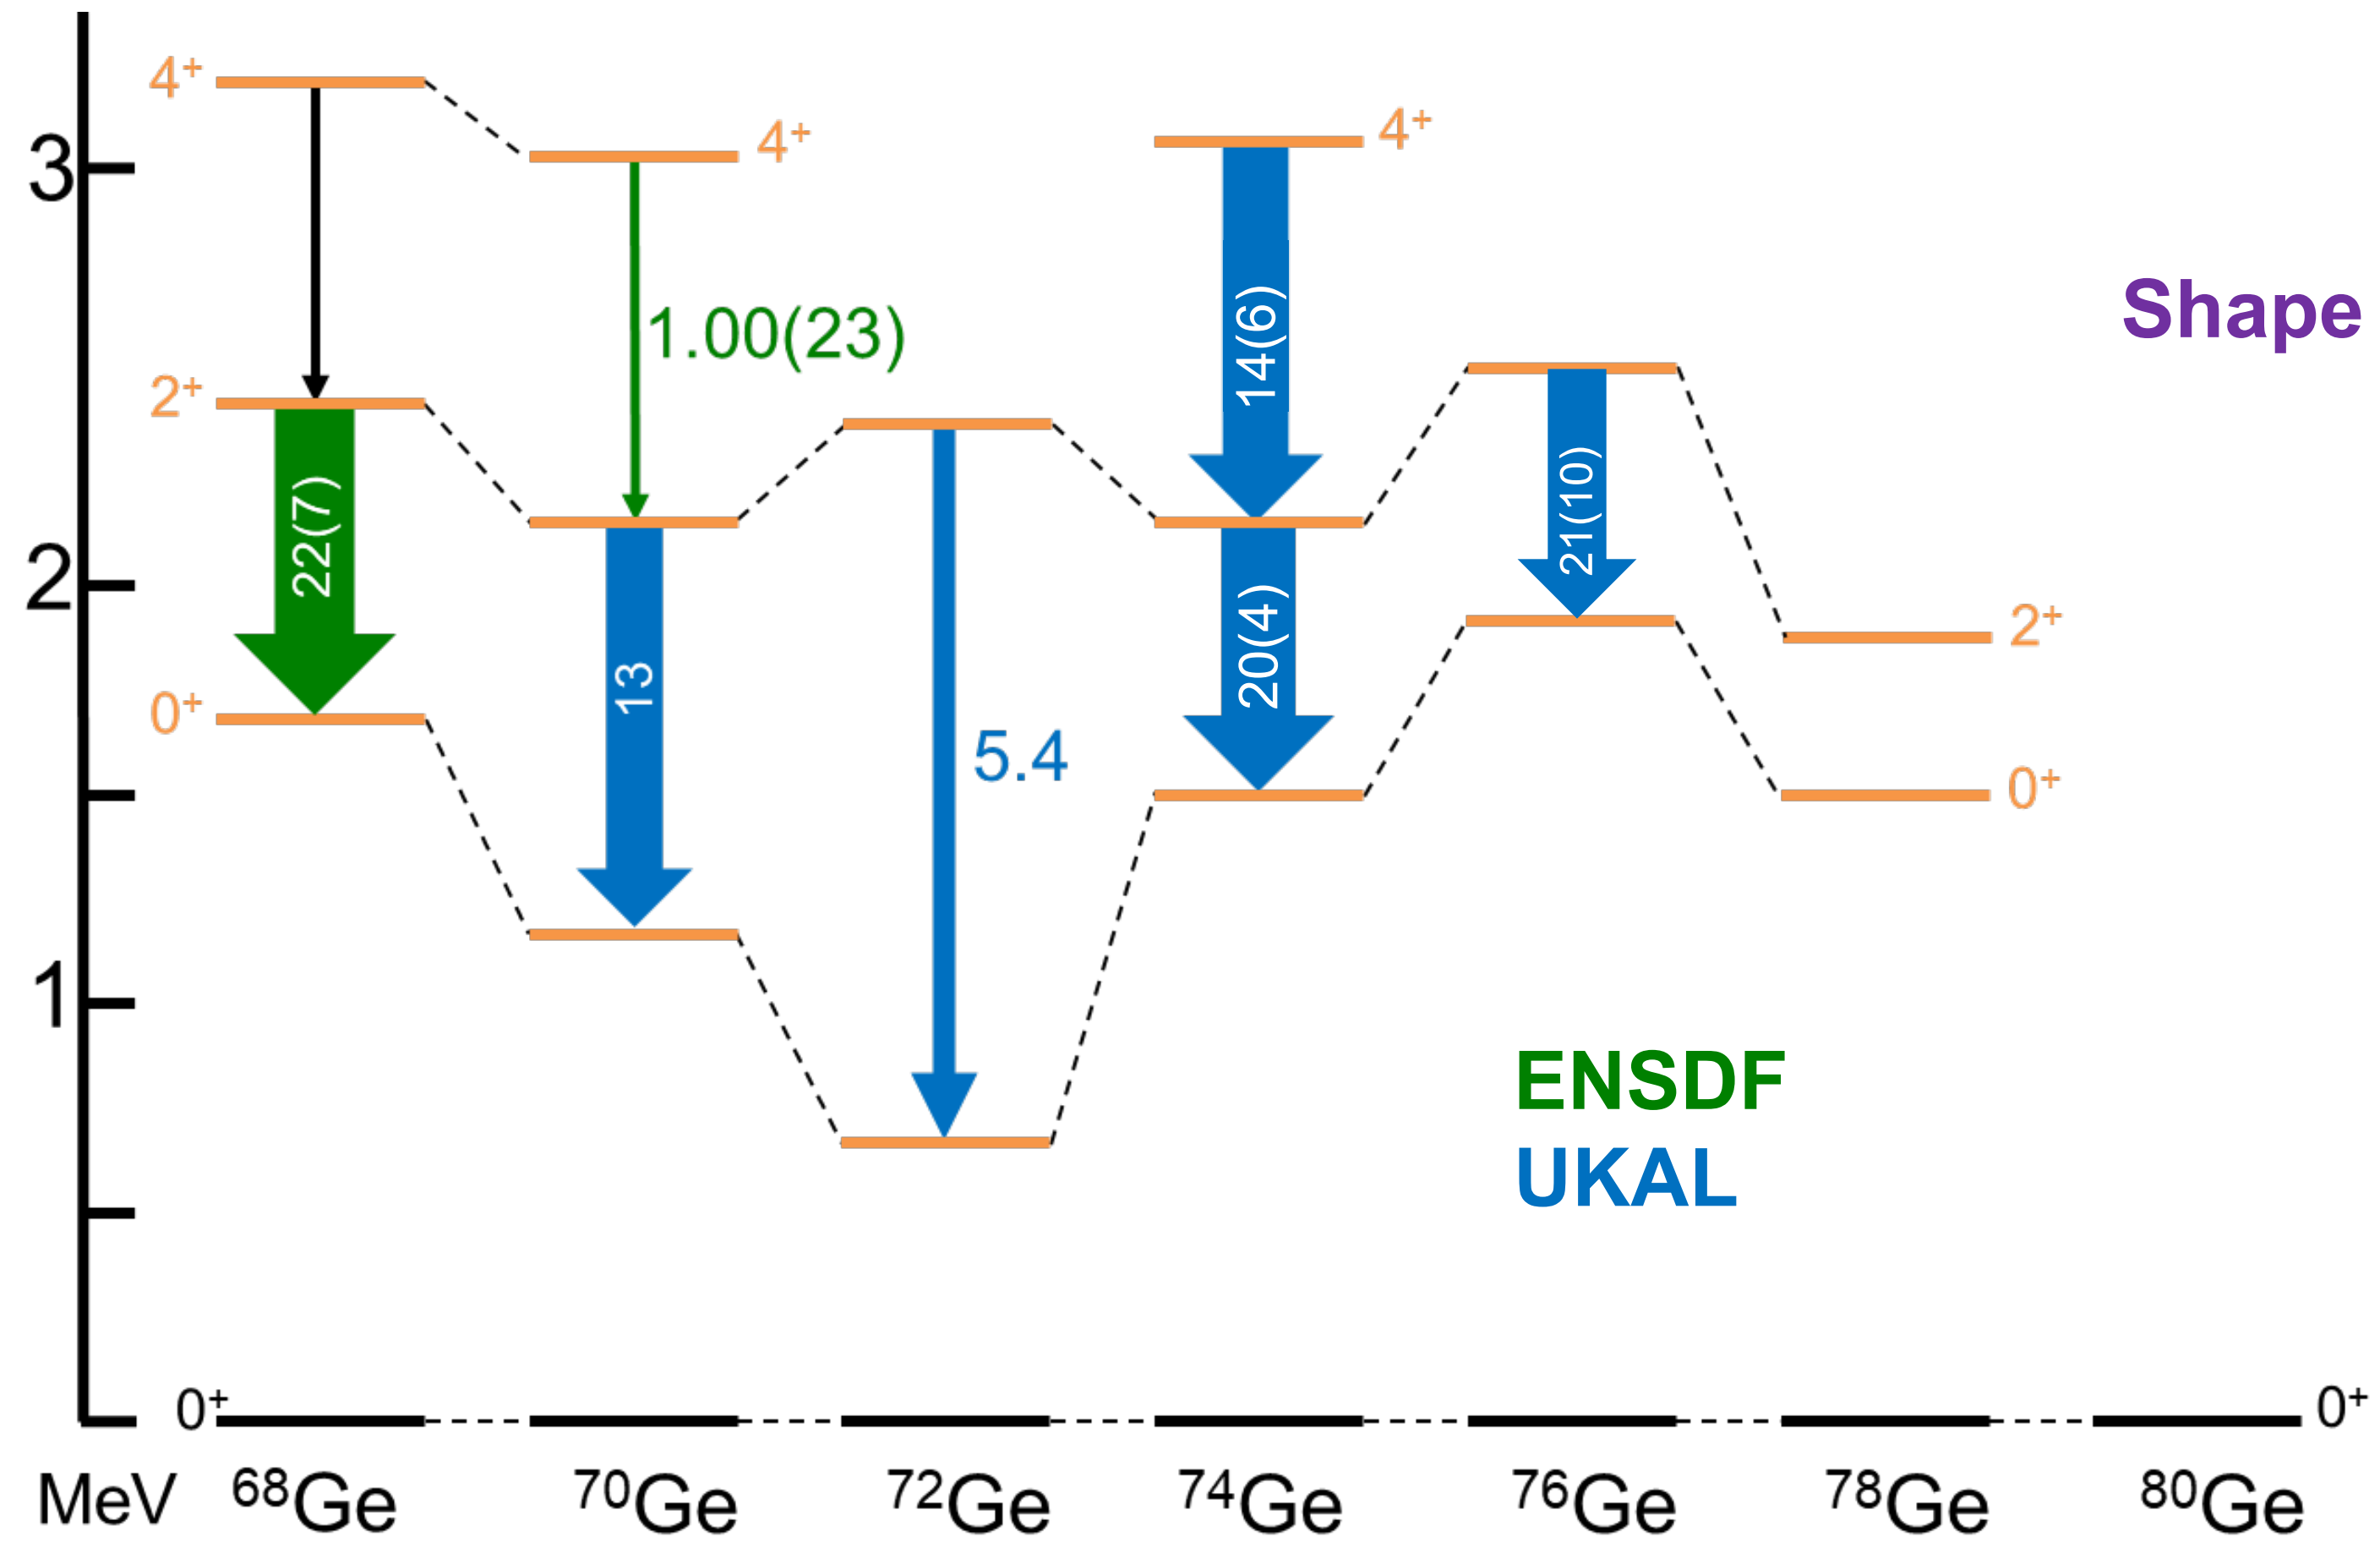 4⁺
4⁺
4⁺
3
1.00(23)
14(6)
Shape
2⁺
22(7)
21(10)
2
2⁺
13
20(4)
0⁺
5.4
0⁺
1
ENSDF
UKAL
0⁺
0⁺
MeV
⁶⁸Ge
⁷⁰Ge
⁷²Ge
⁷⁴Ge
⁷⁶Ge
⁷⁸Ge
⁸⁰Ge